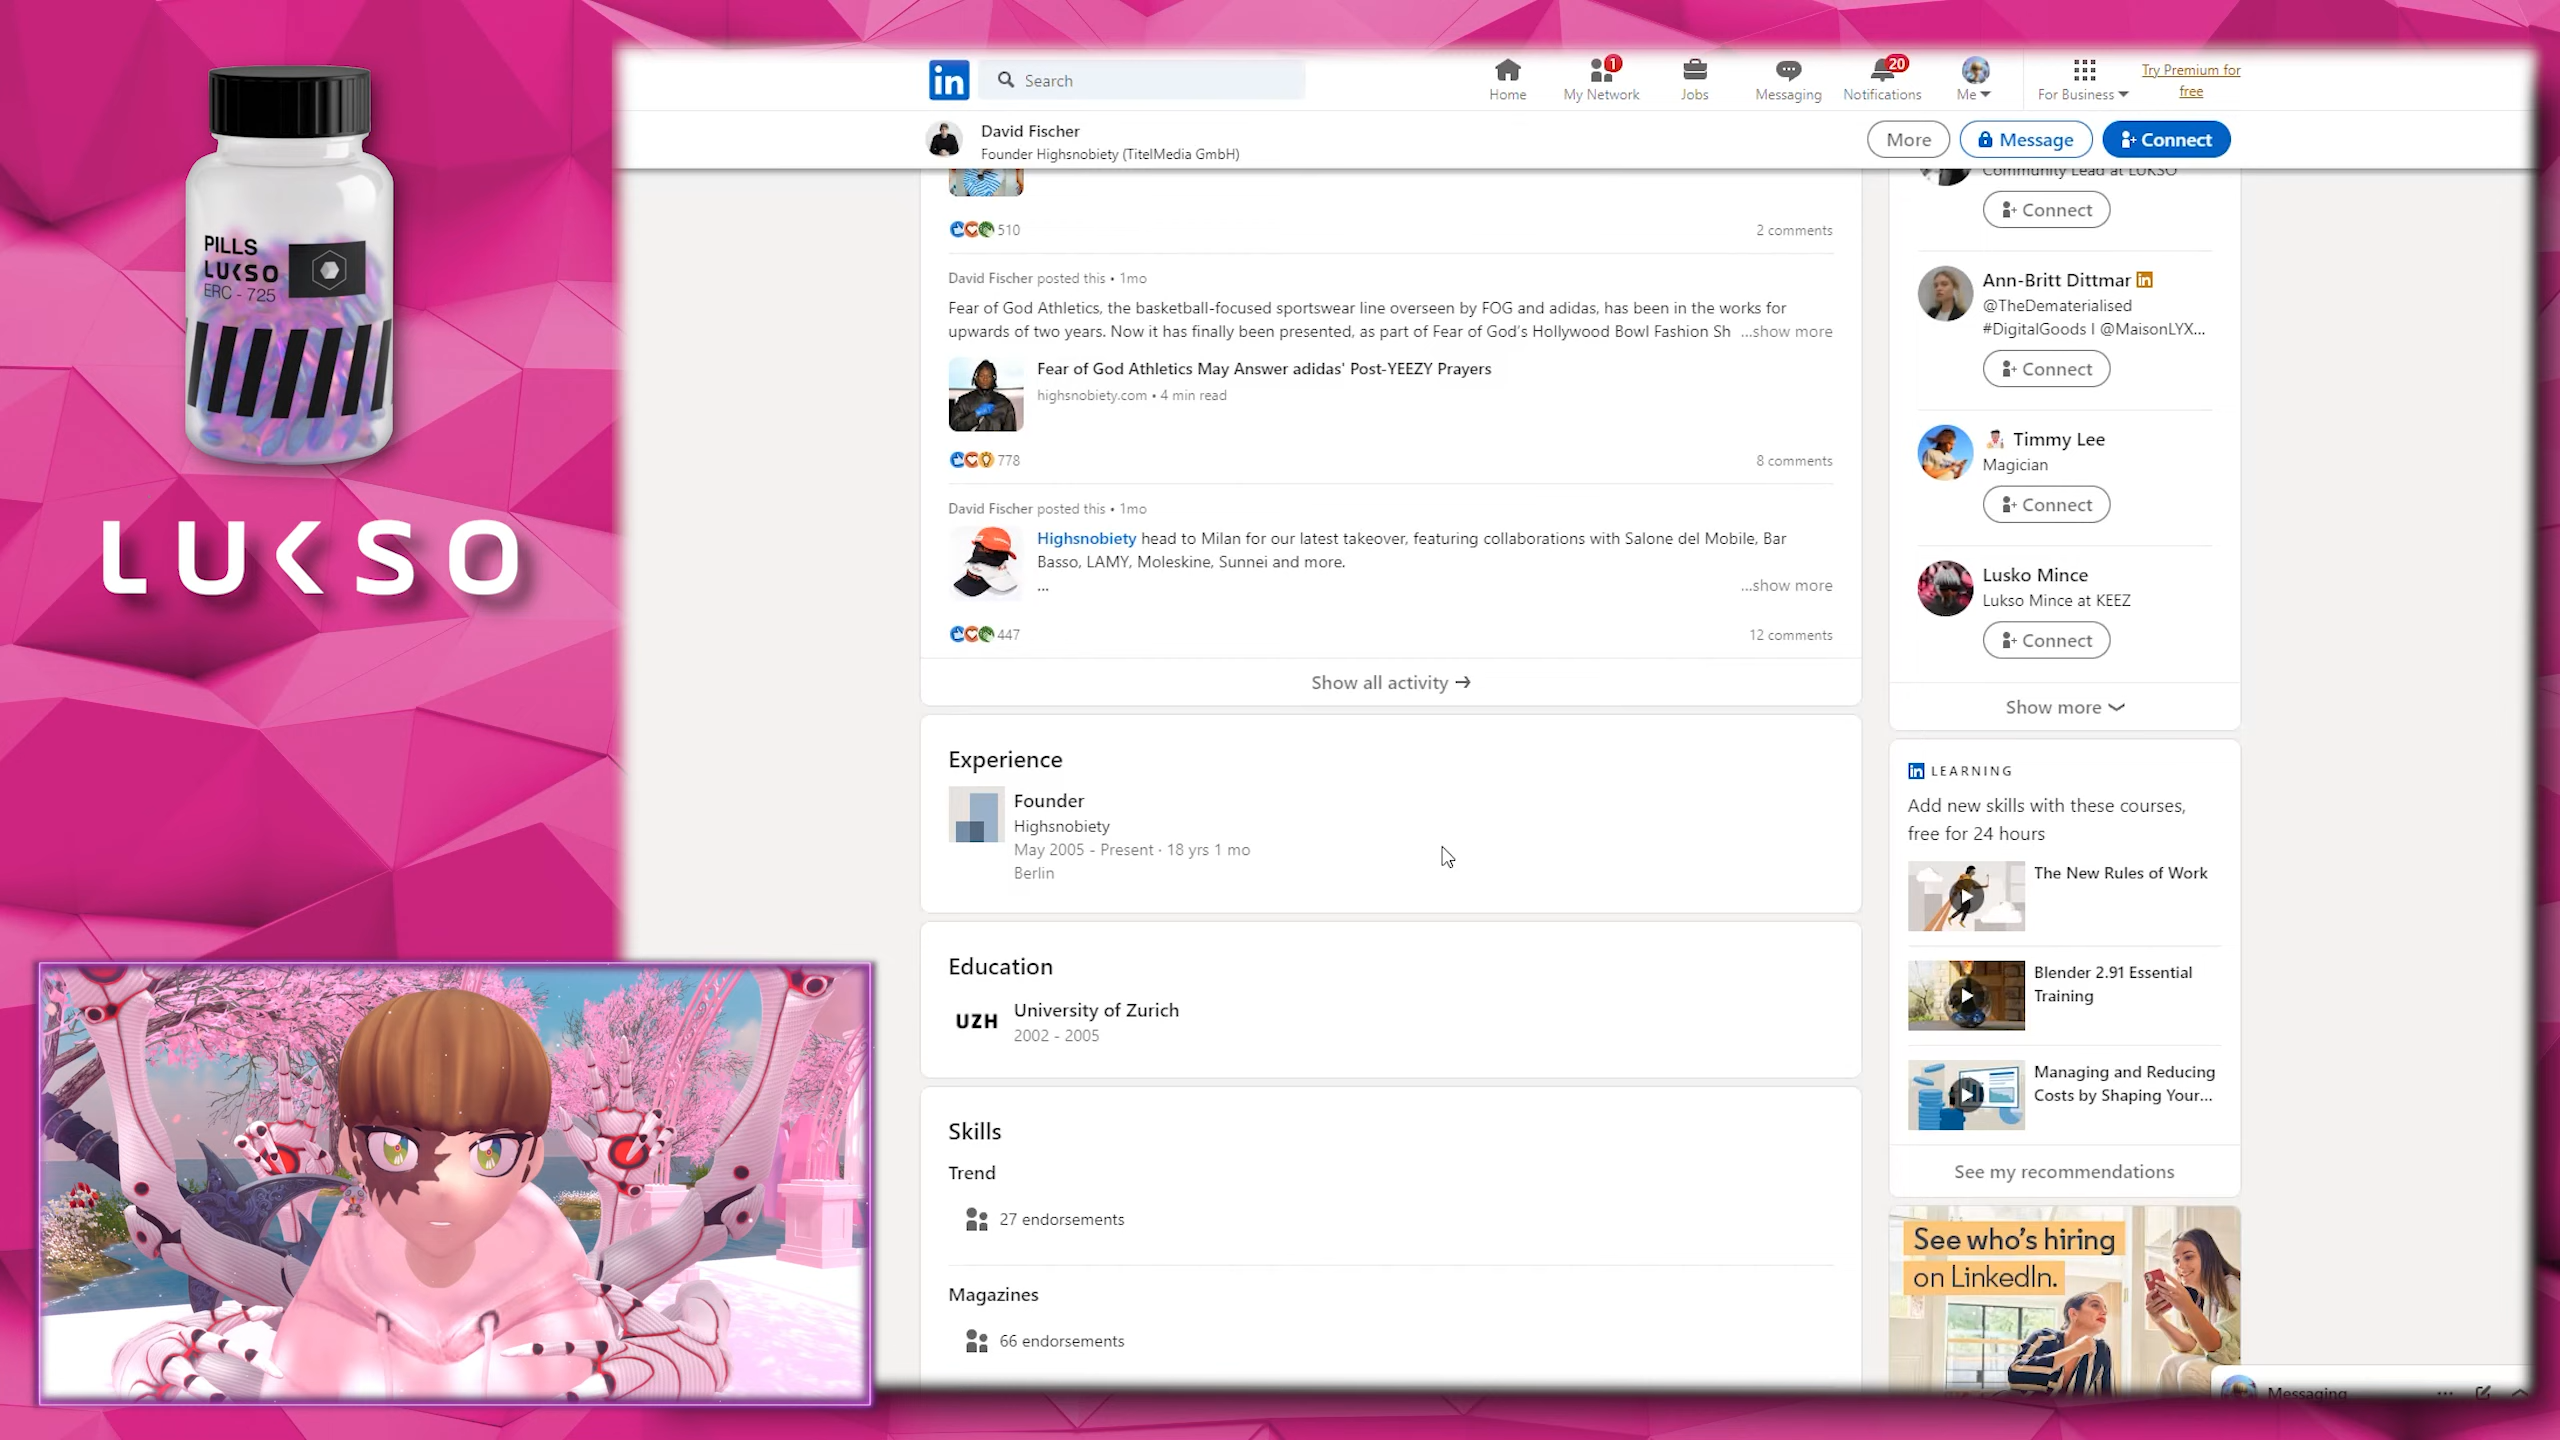 PILLS
LUKSO
ERC - 725
LUKSO
in
Search
Home
1
My Network
Jobs
Messaging
20
Notifications
Me
For Business
Try Premium for
free
David Fischer
Founder Highsnobiety (TitelMedia GmbH)
More
Message
Connect
510
2 comments
David Fischer posted this • 1mo
Fear of God Athletics, the basketball-focused sportswear line overseen by FOG and adidas, has been in the works for
upwards of two years. Now it has finally been presented, as part of Fear of God's Hollywood Bowl Fashion Sh ...show more
Fear of God Athletics May Answer adidas' Post-YEEZY Prayers
highsnobiety.com • 4 min read
778
8 comments
David Fischer posted this • 1mo
Highsnobiety head to Milan for our latest takeover, featuring collaborations with Salone del Mobile, Bar
Basso, LAMY, Moleskine, Sunnei and more.
...
...show more
447
12 comments
Show all activity →
Experience
Founder
Highsnobiety
May 2005 - Present · 18 yrs 1 mo
Berlin
Education
UZH
University of Zurich
2002 - 2005
Skills
Trend
27 endorsements
Magazines
66 endorsements
Community Lead at LUKSO
Connect
Ann-Britt Dittmar in
@TheDematerialised
#DigitalGoods I @MaisonLYX...
Connect
Timmy Lee
Magician
Connect
Lusko Mince
Lukso Mince at KEEZ
Connect
Show more
in LEARNING
Add new skills with these courses,
free for 24 hours
The New Rules of Work
Blender 2.91 Essential
Training
Managing and Reducing
Costs by Shaping Your...
See my recommendations
See who's hiring
on LinkedIn.
Messaging